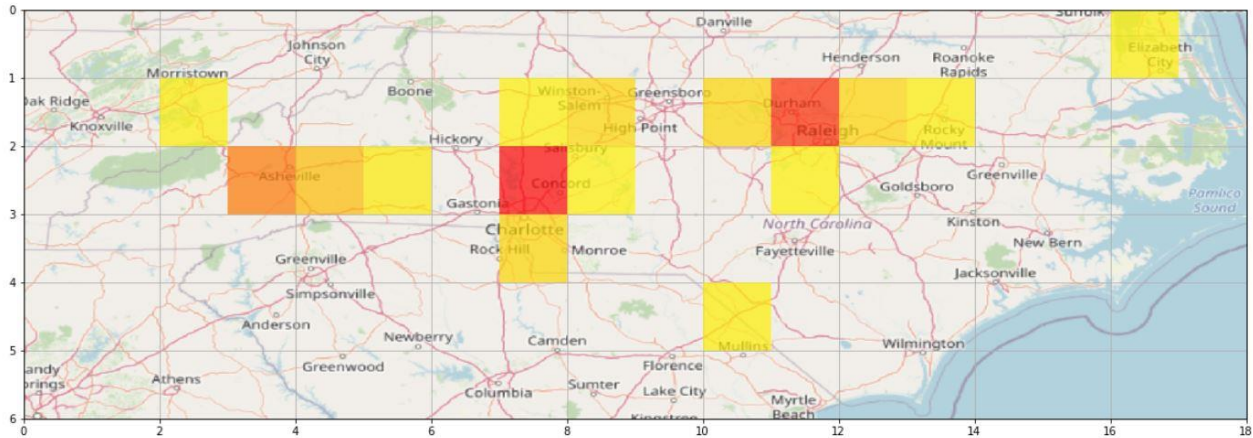 0
Suffolk
Danville
Johnson
City
Henderson
Roanoke
Rapids
Elizabeth
City
1
Morristown
Boone
Winston-
Salem
Greensboro
Durham
Oak Ridge
Knoxville
High Point
Raleigh
Rocky
Mount
Hickory
2
Salisbury
Asheville
Concord
Goldsboro
Greenville
Pamlico
Sound
Gastonia
3
Charlotte
North Carolina
Kinston
Rock Hill
Monroe
Fayetteville
New Bern
Greenville
Jacksonville
4
Simpsonville
Anderson
Newberry
Camden
Mullins
Wilmington
5
Greenwood
Florence
andy
prings
Athens
Columbia
Sumter
Lake City
Myrtle
Beach
Kingstree
6
0 2 4 6 8 10 12 14 16 18